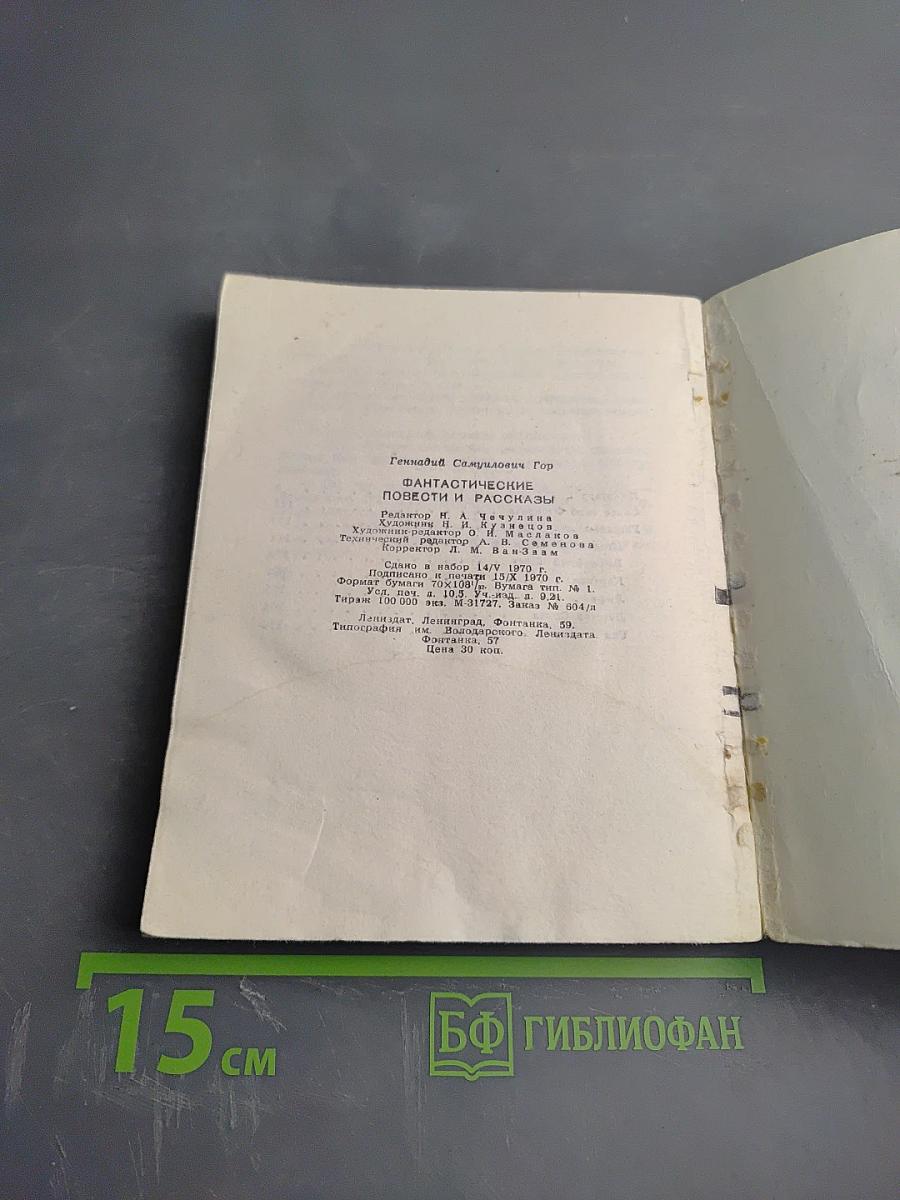 Геннадий Самуилович Гор
ФАНТАСТИЧЕСКИЕ
ПОВЕСТИ И РАССКАЗЫ
Редактор Н. А. Чечулина
Художник Н. И. Кузнецов
Художник-редактор О. И. Маслаков
Технический редактор А. В. Семенова
Корректор Л. М. Ван-Заам
Сдано в набор 14/V 1970 г.
Подписано к печати 15/X 1970 г.
Формат бумаги 70×108¹/₃₂. Бумага тип. № 1.
Усл. печ. л. 10,5. Уч.-изд. л. 9,21.
Тираж 100 000 экз. М-31727. Заказ № 604/л
Лениздат, Ленинград, Фонтанка, 59.
Типография им. Володарского Лениздата
Фонтанка, 57
Цена 30 коп.
15 см
БФ ГИБЛИОФАН